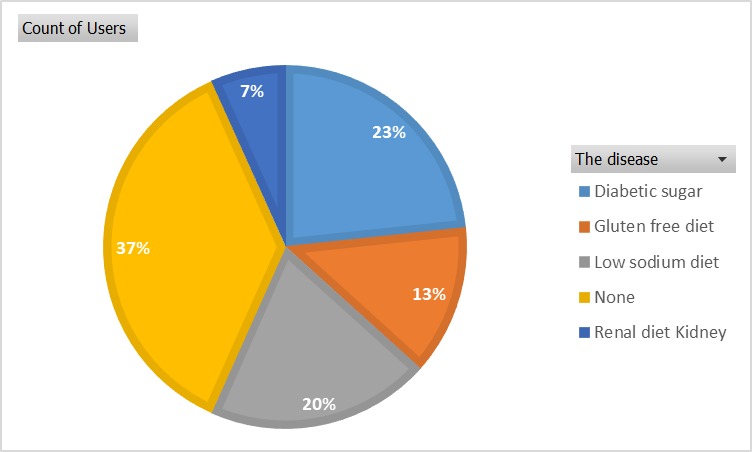 Count of Users
7%
23%
37%
13%
20%
The disease
Diabetic sugar
Gluten free diet
Low sodium diet
None
Renal diet Kidney